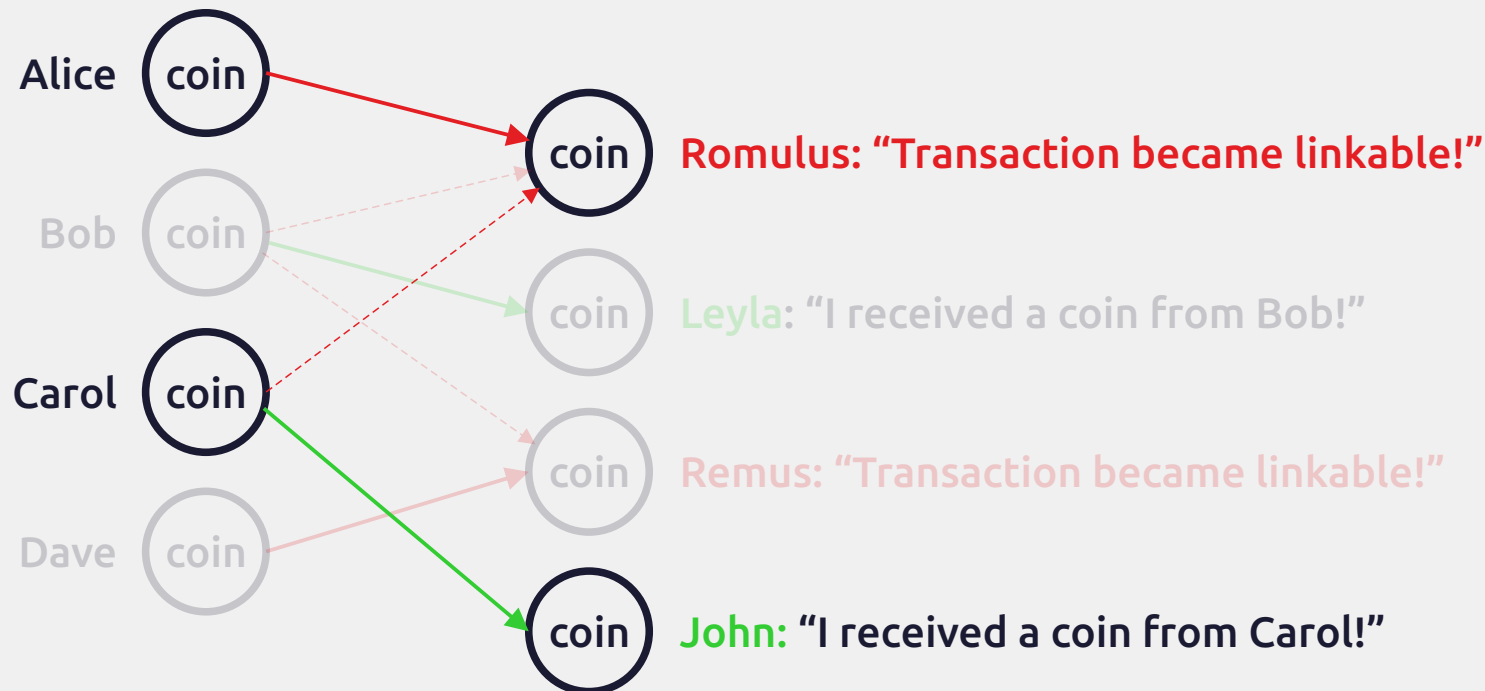 Alice coin
coin Romulus: “Transaction became linkable!”
Bob coin
coin Leyla: “I received a coin from Bob!”
Carol coin
coin Remus: “Transaction became linkable!”
Dave coin
coin John: “I received a coin from Carol!”